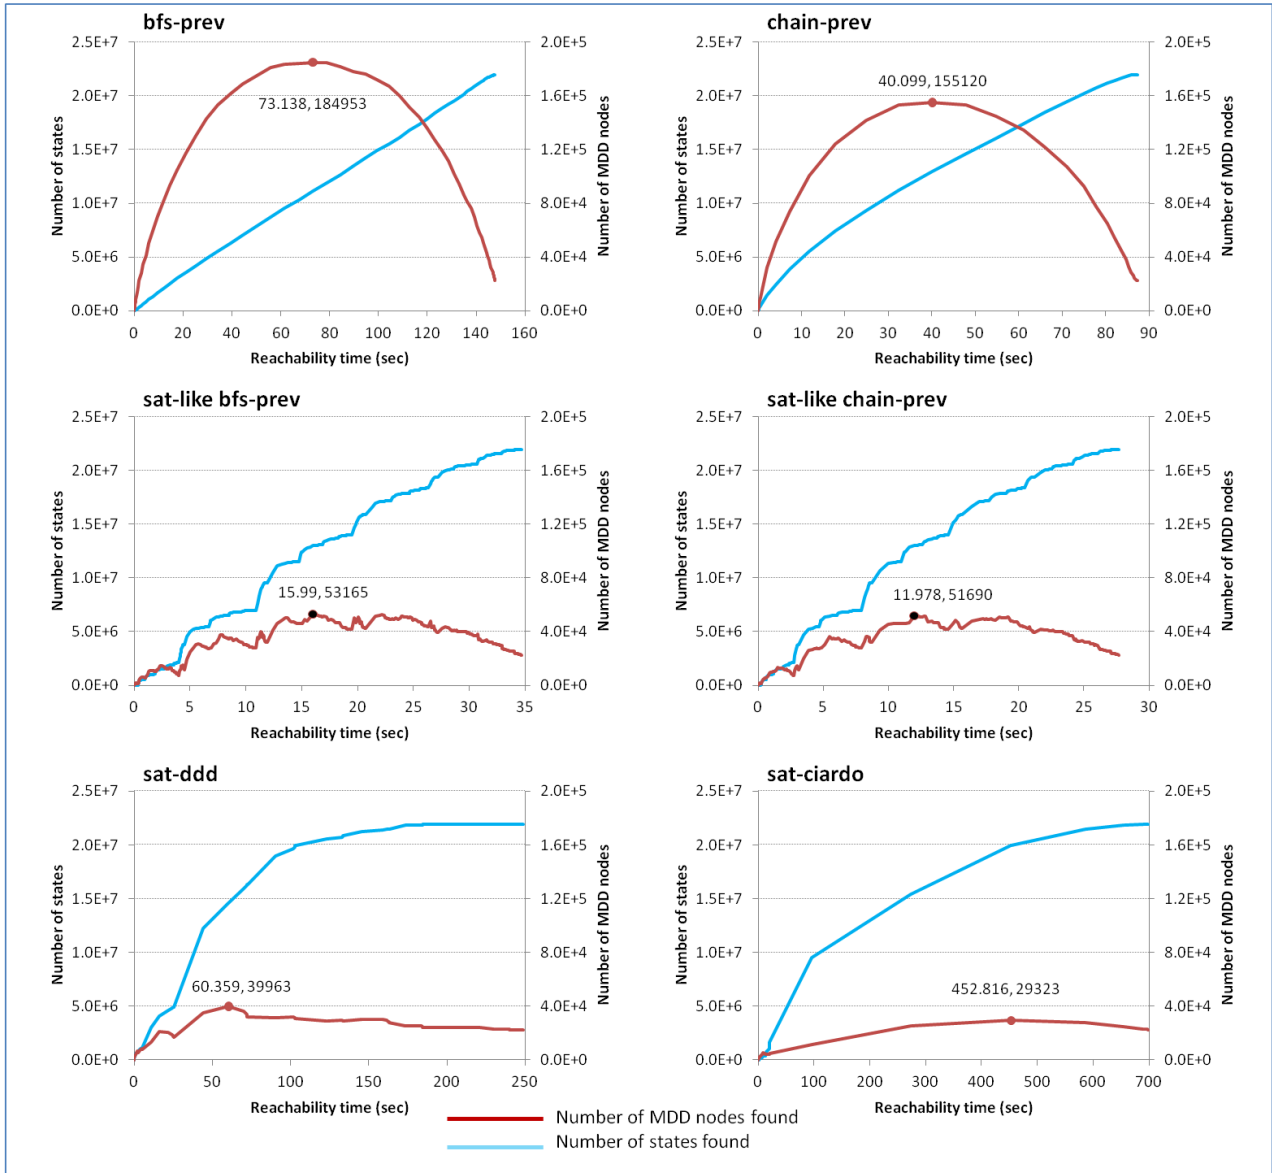 bfs-prev
2.5E+7
2.0E+7
1.5E+7
1.0E+7
5.0E+6
0.0E+0
Number of states
2.0E+5
1.6E+5
1.2E+5
8.0E+4
4.0E+4
0.0E+0
Number of MDD nodes
73.138, 184953
0 20 40 60 80 100 120 140 160
Reachability time (sec)
chain-prev
2.5E+7
2.0E+7
1.5E+7
1.0E+7
5.0E+6
0.0E+0
Number of states
2.0E+5
1.6E+5
1.2E+5
8.0E+4
4.0E+4
0.0E+0
Number of MDD nodes
40.099, 155120
0 10 20 30 40 50 60 70 80 90
Reachability time (sec)
sat-like bfs-prev
2.5E+7
2.0E+7
1.5E+7
1.0E+7
5.0E+6
0.0E+0
Number of states
2.0E+5
1.6E+5
1.2E+5
8.0E+4
4.0E+4
0.0E+0
Number of MDD nodes
15.99, 53165
0 5 10 15 20 25 30 35
Reachability time (sec)
sat-like chain-prev
2.5E+7
2.0E+7
1.5E+7
1.0E+7
5.0E+6
0.0E+0
Number of states
2.0E+5
1.6E+5
1.2E+5
8.0E+4
4.0E+4
0.0E+0
Number of MDD nodes
11.978, 51690
0 5 10 15 20 25 30
Reachability time (sec)
sat-ddd
2.5E+7
2.0E+7
1.5E+7
1.0E+7
5.0E+6
0.0E+0
Number of states
2.0E+5
1.6E+5
1.2E+5
8.0E+4
4.0E+4
0.0E+0
Number of MDD nodes
60.359, 39963
0 50 100 150 200 250
Reachability time (sec)
sat-ciardo
2.5E+7
2.0E+7
1.5E+7
1.0E+7
5.0E+6
0.0E+0
Number of states
2.0E+5
1.6E+5
1.2E+5
8.0E+4
4.0E+4
0.0E+0
Number of MDD nodes
452.816, 29323
0 100 200 300 400 500 600 700
Reachability time (sec)
Number of MDD nodes found
Number of states found